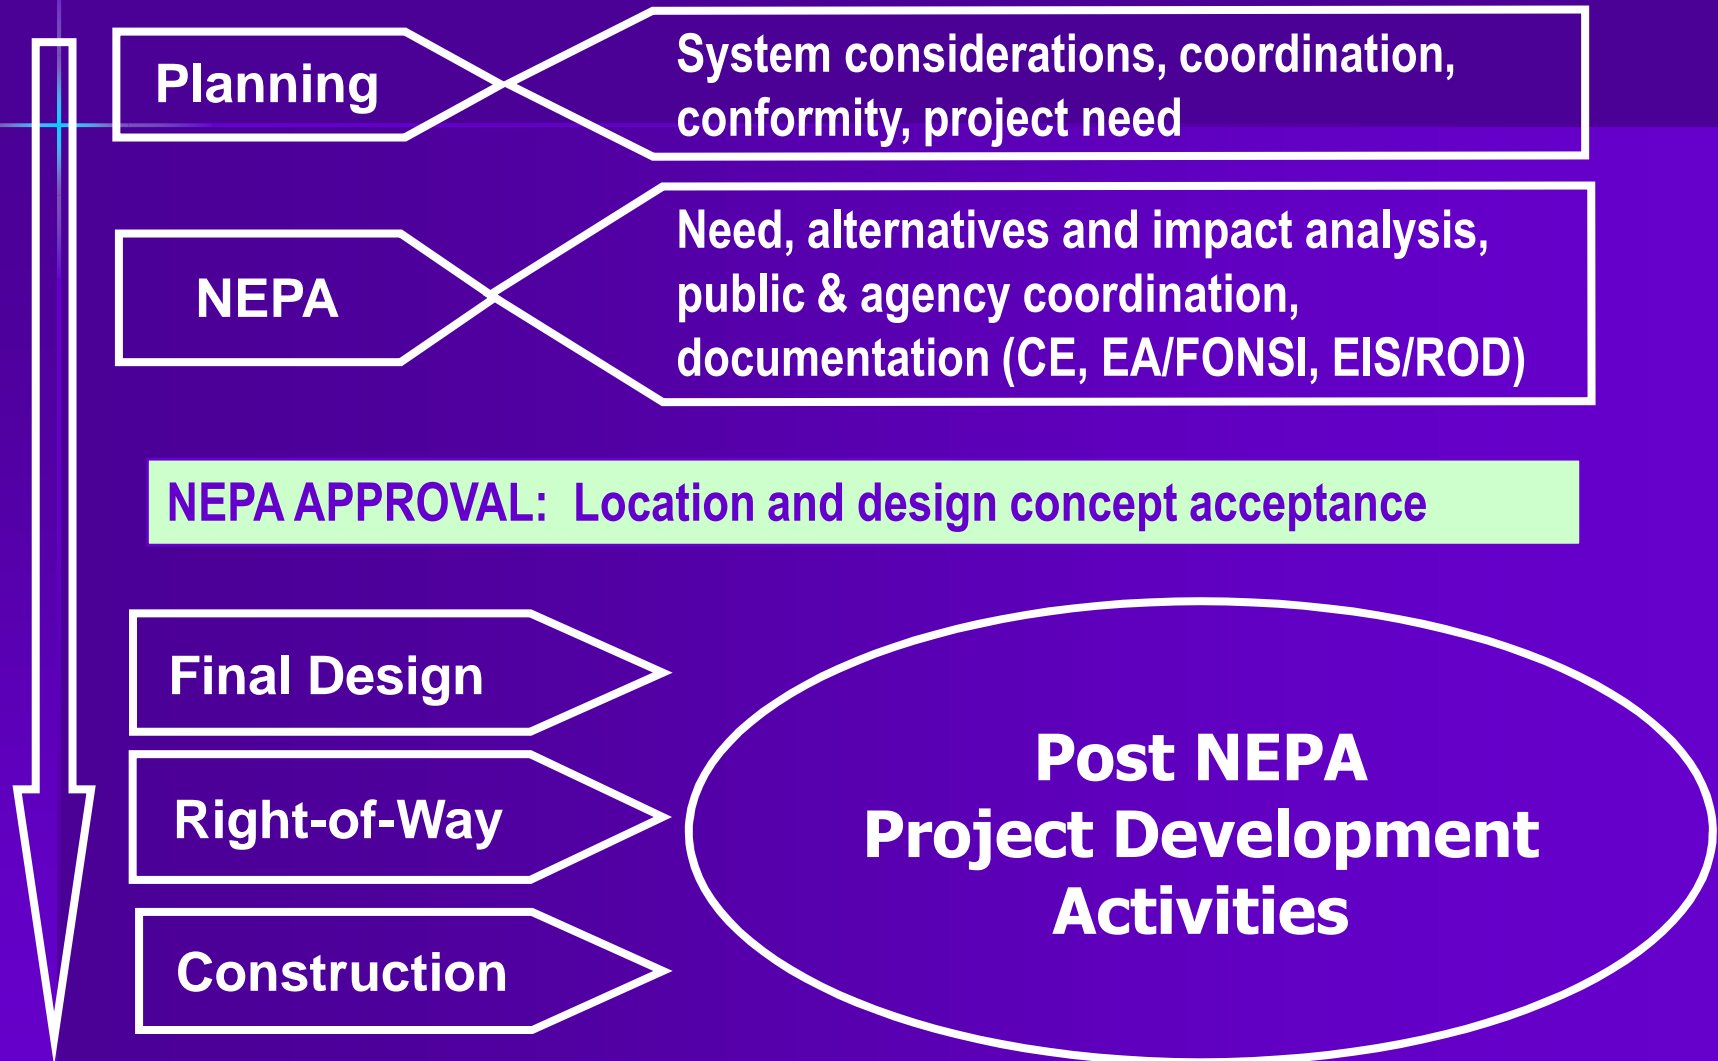 Planning
System considerations, coordination,
conformity, project need
NEPA
Need, alternatives and impact analysis,
public & agency coordination,
documentation (CE, EA/FONSI, EIS/ROD)
NEPA APPROVAL: Location and design concept acceptance
Final Design
Right-of-Way
Construction
Post NEPA
Project Development
Activities